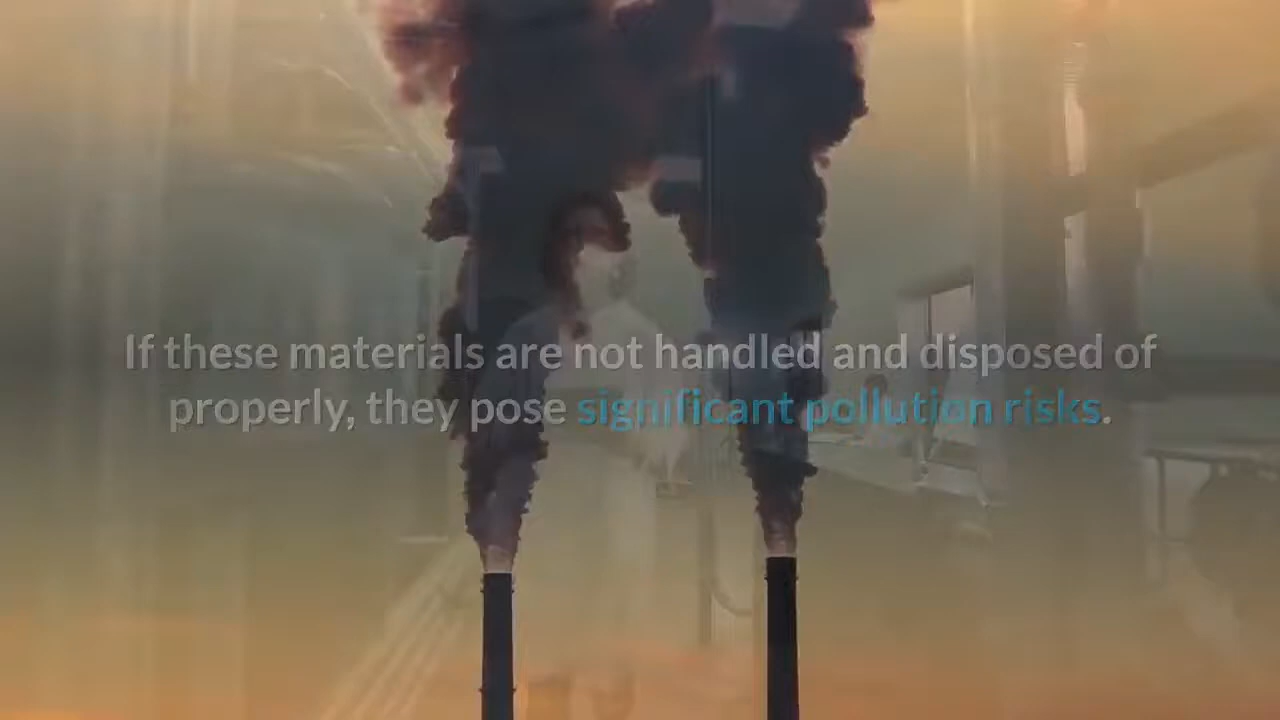 If these materials are not handled and disposed of
properly, they pose significant pollution risks.